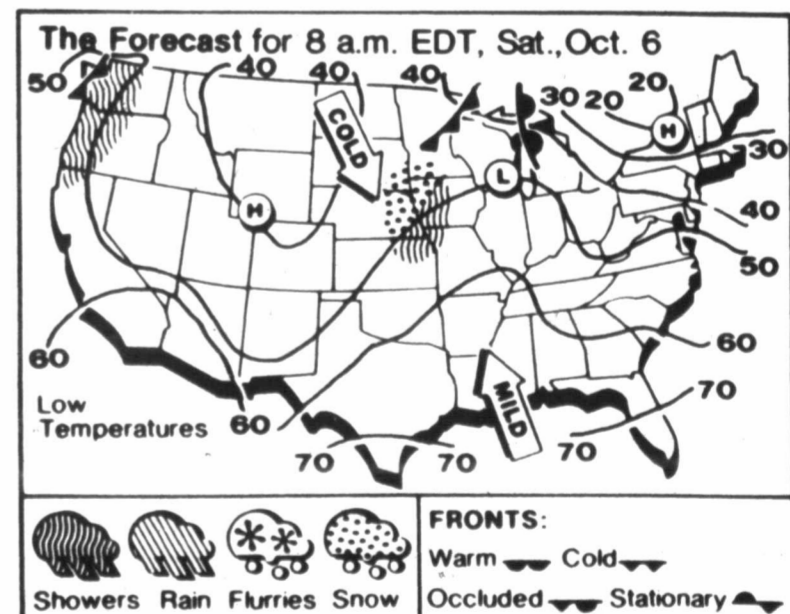 The Forecast for 8 a.m. EDT, Sat., Oct. 6
50 40 40 40 30 20 20
COLD
H
H
L
30
40
50
60
60
60
70
70
70
70
MILD
Low
Temperatures
Showers Rain Flurries Snow
FRONTS:
Warm Cold
Occluded Stationary